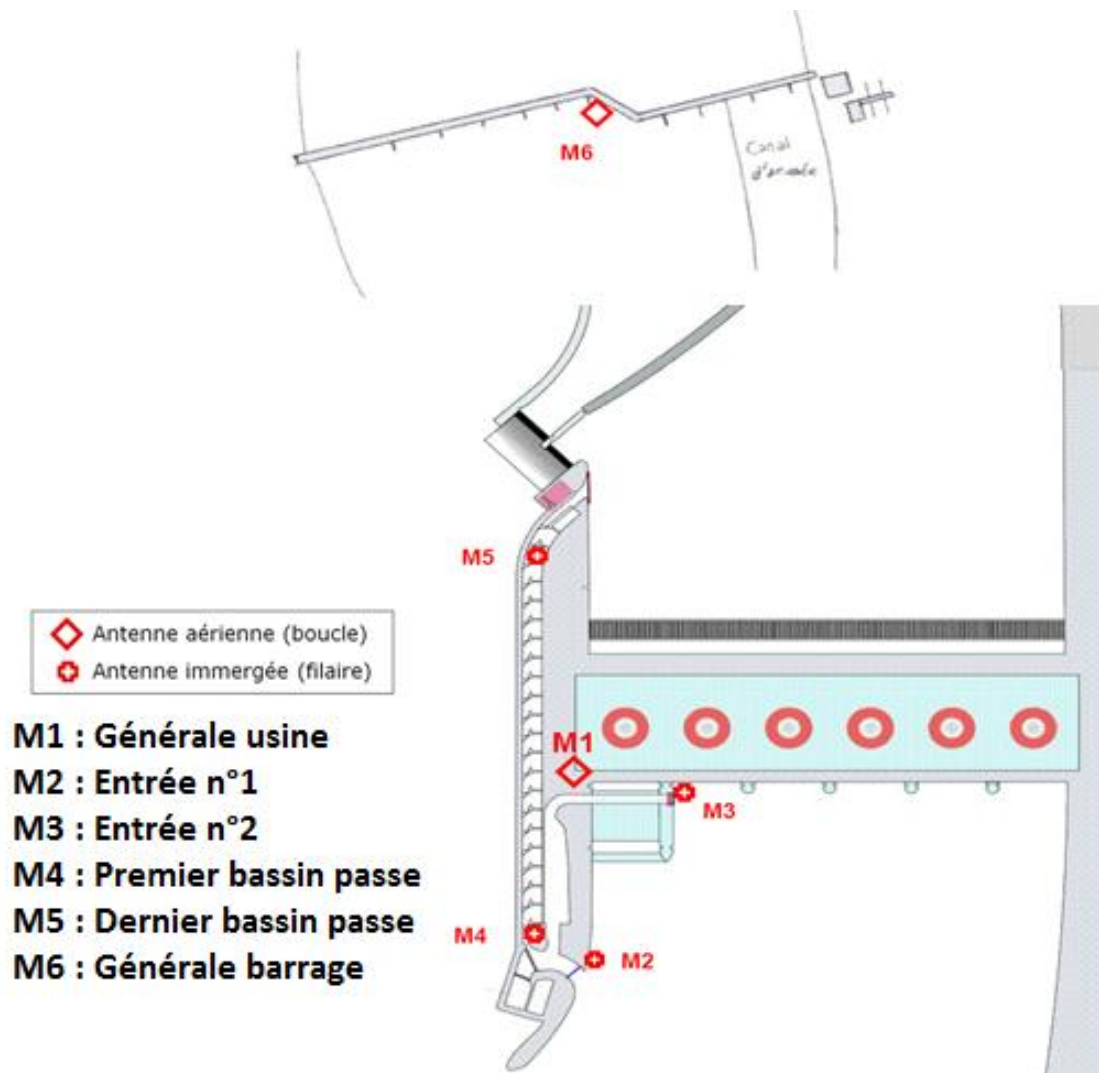 M6
Canal
d'amenée
M5
Antenne aérienne (boucle)
Antenne immergée (filaire)
M1 : Générale usine
M2 : Entrée n°1
M3 : Entrée n°2
M4 : Premier bassin passe
M5 : Dernier bassin passe
M6 : Générale barrage
M1
M3
M4
M2